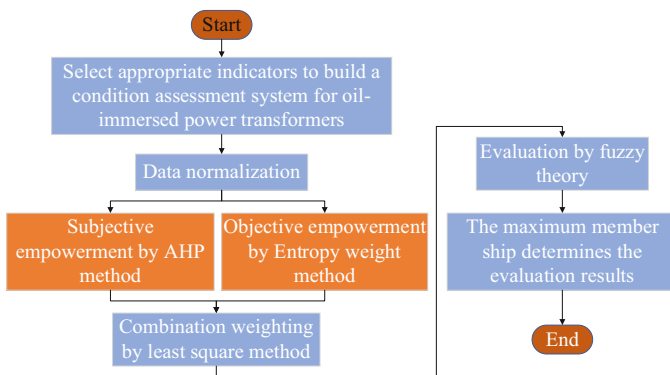 Start
Select appropriate indicators to build a
condition assessment system for oil-
immersed power transformers
Data normalization
Subjective
empowerment by AHP
method
Objective empowerment
by Entropy weight
method
Combination weighting
by least square method
Evaluation by fuzzy
theory
The maximum member
ship determines the
evaluation results
End